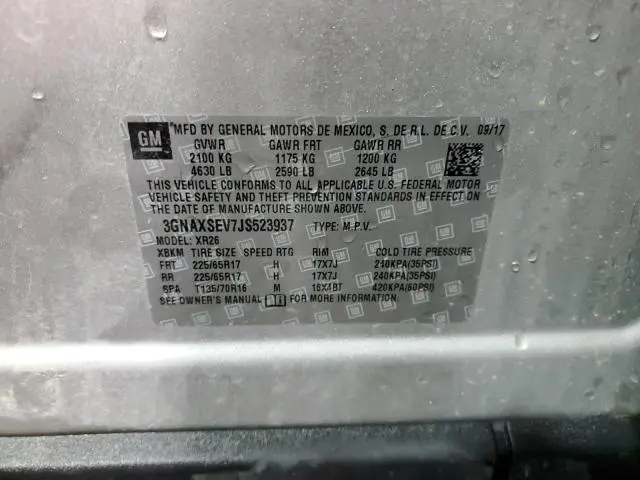 GM MFD BY GENERAL MOTORS DE MEXICO, S. DE R.L. DE C.V. 09/17
GVWR GAWR FRT GAWR RR
2100 KG 1175 KG 1200 KG
4630 LB 2590 LB 2645 LB
THIS VEHICLE CONFORMS TO ALL APPLICABLE U.S. FEDERAL MOTOR
VEHICLE SAFETY AND THEFT PREVENTION STANDARDS IN EFFECT ON
THE DATE OF MANUFACTURE SHOWN ABOVE.
3GNAXSEV7JS523937 TYPE: M.P.V.
MODEL: XR26
XBKM TIRE SIZE SPEED RTG RIM COLD TIRE PRESSURE
FRT 225/65R17 H 17X7J 240KPA(35PSI)
RR 225/65R17 H 17X7J 240KPA(35PSI)
SPA T135/70R16 M 16X4BT 420KPA(60PSI)
SEE OWNER'S MANUAL FOR MORE INFORMATION.